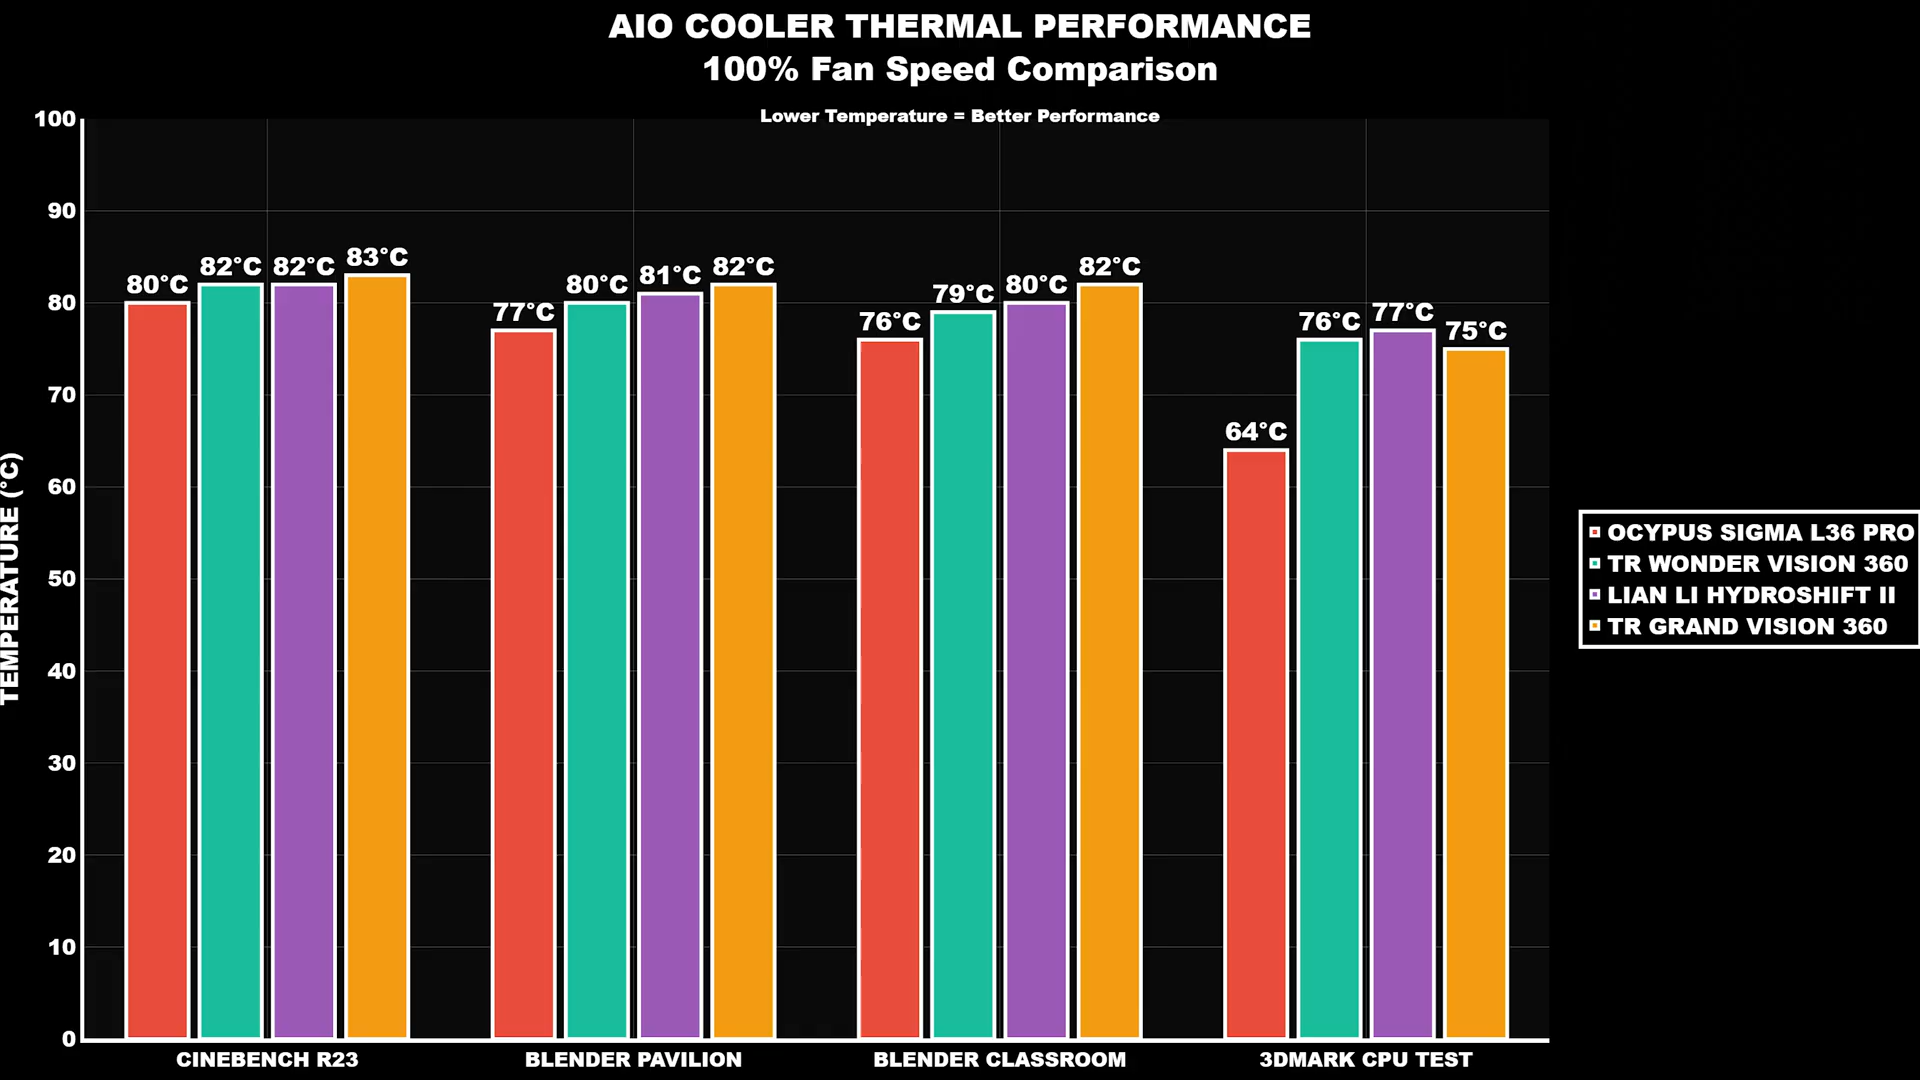 AIO COOLER THERMAL PERFORMANCE
100% Fan Speed Comparison
Lower Temperature = Better Performance
TEMPERATURE (°C)
100
90
80
70
60
50
40
30
20
10
0
80°C 82°C 82°C 83°C
77°C 80°C 81°C 82°C
76°C 79°C 80°C 82°C
64°C 76°C 77°C 75°C
CINEBENCH R23
BLENDER PAVILION
BLENDER CLASSROOM
3DMARK CPU TEST
OCYPUS SIGMA L36 PRO
TR WONDER VISION 360
LIAN LI HYDROSHIFT II
TR GRAND VISION 360